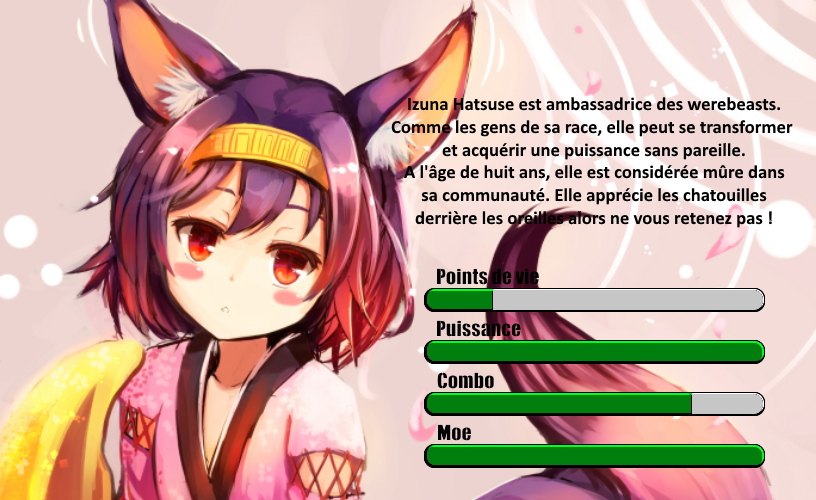 Izuna Hatsuse est ambassadrice des werebeasts.
Comme les gens de sa race, elle peut se transformer
et acquérir une puissance sans pareille.
A l'âge de huit ans, elle est considérée mûre dans
sa communauté. Elle apprécie les chatouilles
derrière les oreilles alors ne vous retenez pas !
Points de vie
Puissance
Combo
Moe